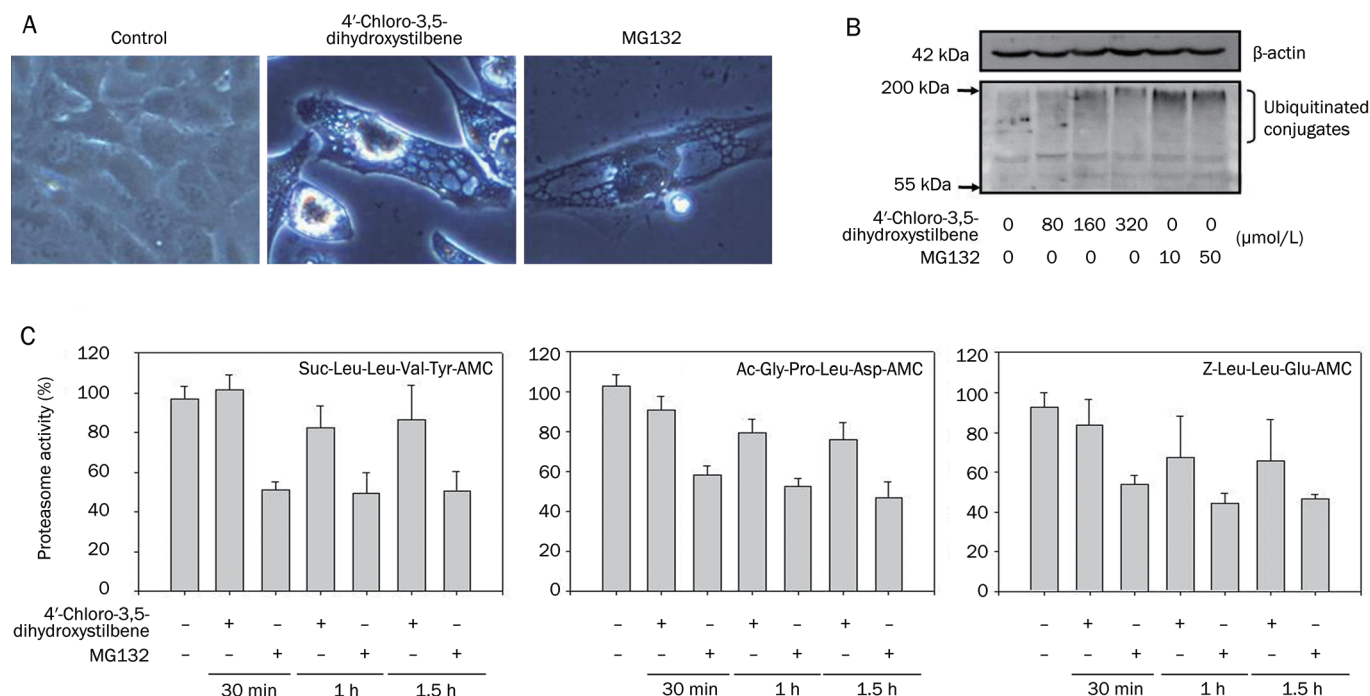 A
Control
4′-Chloro-3,5-
dihydroxystilbene
MG132
B
42 kDa
β-actin
200 kDa
Ubiquitinated
conjugates
55 kDa
4′-Chloro-3,5-
dihydroxystilbene 0 80 160 320 0 0
(μmol/L)
MG132 0 0 0 0 10 50
C
Proteasome activity (%)
120
100
80
60
40
20
0
Suc-Leu-Leu-Val-Tyr-AMC
120
100
80
60
40
20
0
Ac-Gly-Pro-Leu-Asp-AMC
120
100
80
60
40
20
0
Z-Leu-Leu-Glu-AMC
4′-Chloro-3,5-
dihydroxystilbene – + – + – + – – + – + – + – – + – + – + –
MG132 – – + – + – + – – + – + – + – – + – + – +
30 min 1 h 1.5 h 30 min 1 h 1.5 h 30 min 1 h 1.5 h